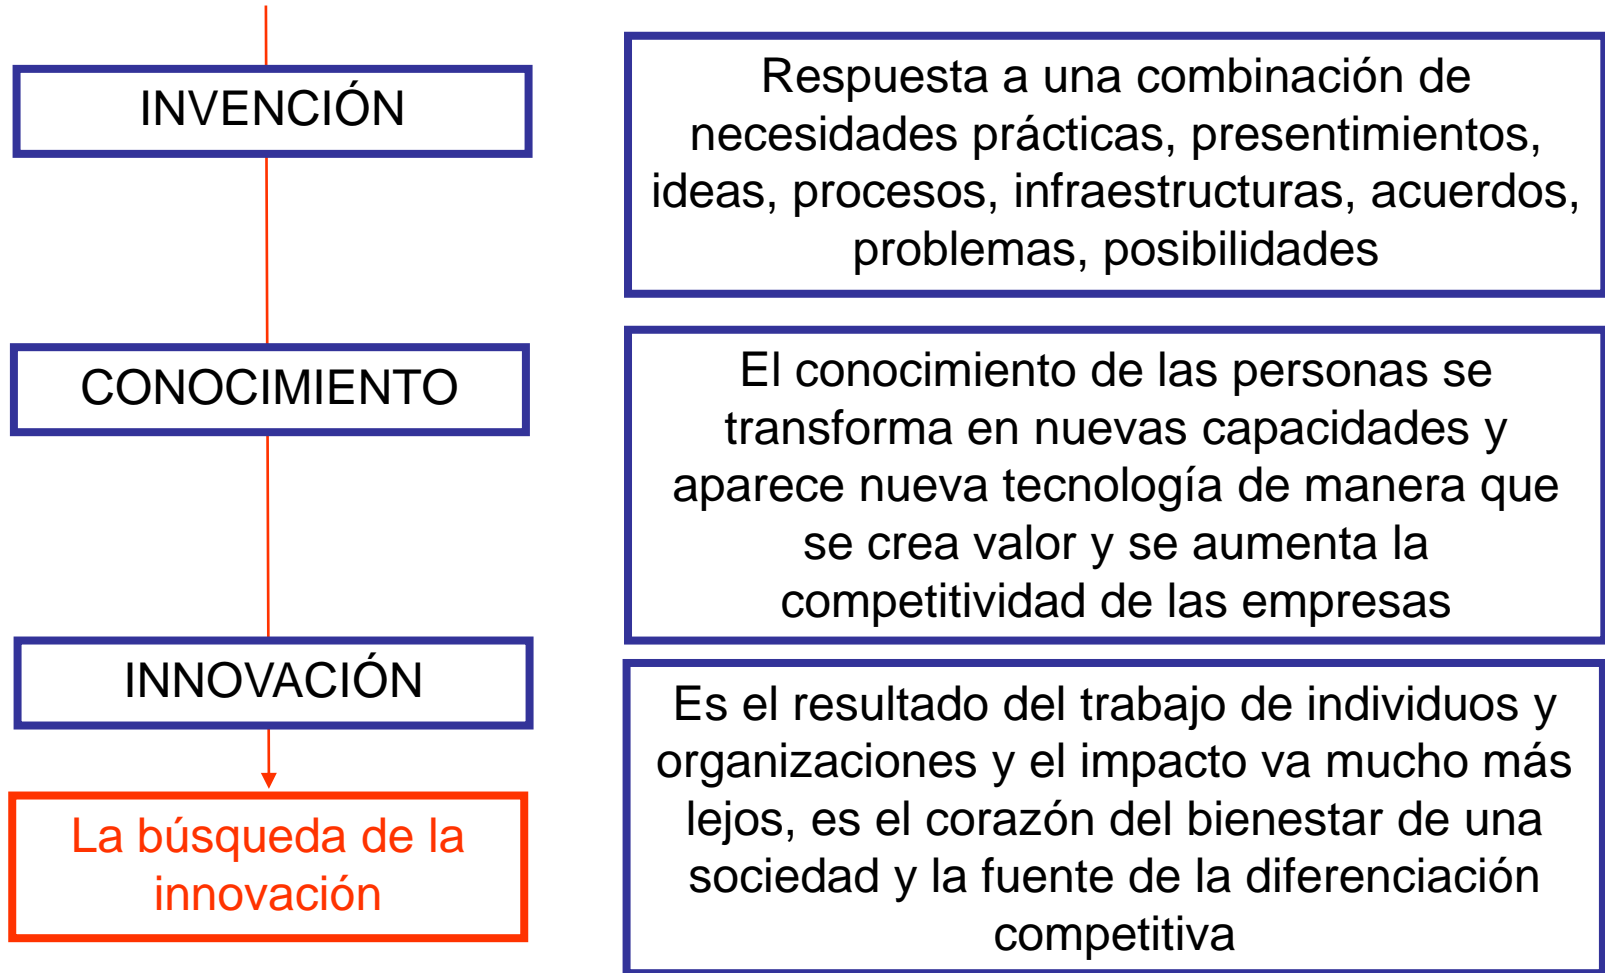 INVENCIÓN
Respuesta a una combinación de
necesidades prácticas, presentimientos,
ideas, procesos, infraestructuras, acuerdos,
problemas, posibilidades
CONOCIMIENTO
El conocimiento de las personas se
transforma en nuevas capacidades y
aparece nueva tecnología de manera que
se crea valor y se aumenta la
competitividad de las empresas
INNOVACIÓN
Es el resultado del trabajo de individuos y
organizaciones y el impacto va mucho más
lejos, es el corazón del bienestar de una
sociedad y la fuente de la diferenciación
competitiva
La búsqueda de la
innovación